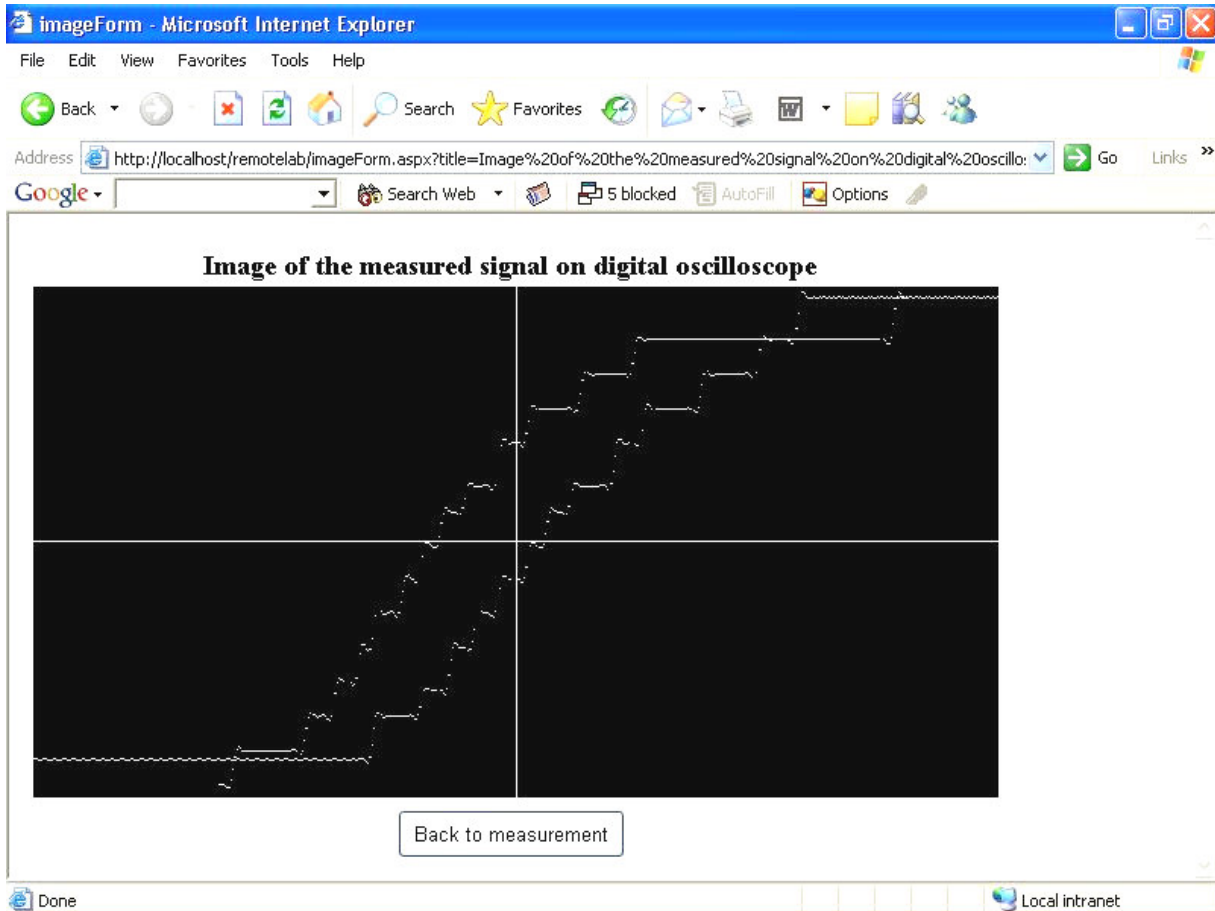 imageForm - Microsoft Internet Explorer
File Edit View Favorites Tools Help
Back Search Favorites
Address http://localhost/remotelab/imageForm.aspx?title=Image%20of%20the%20measured%20signal%20on%20digital%20oscillo: Go Links »
Google Search Web 5 blocked AutoFill Options
Image of the measured signal on digital oscilloscope
Back to measurement
Done Local intranet